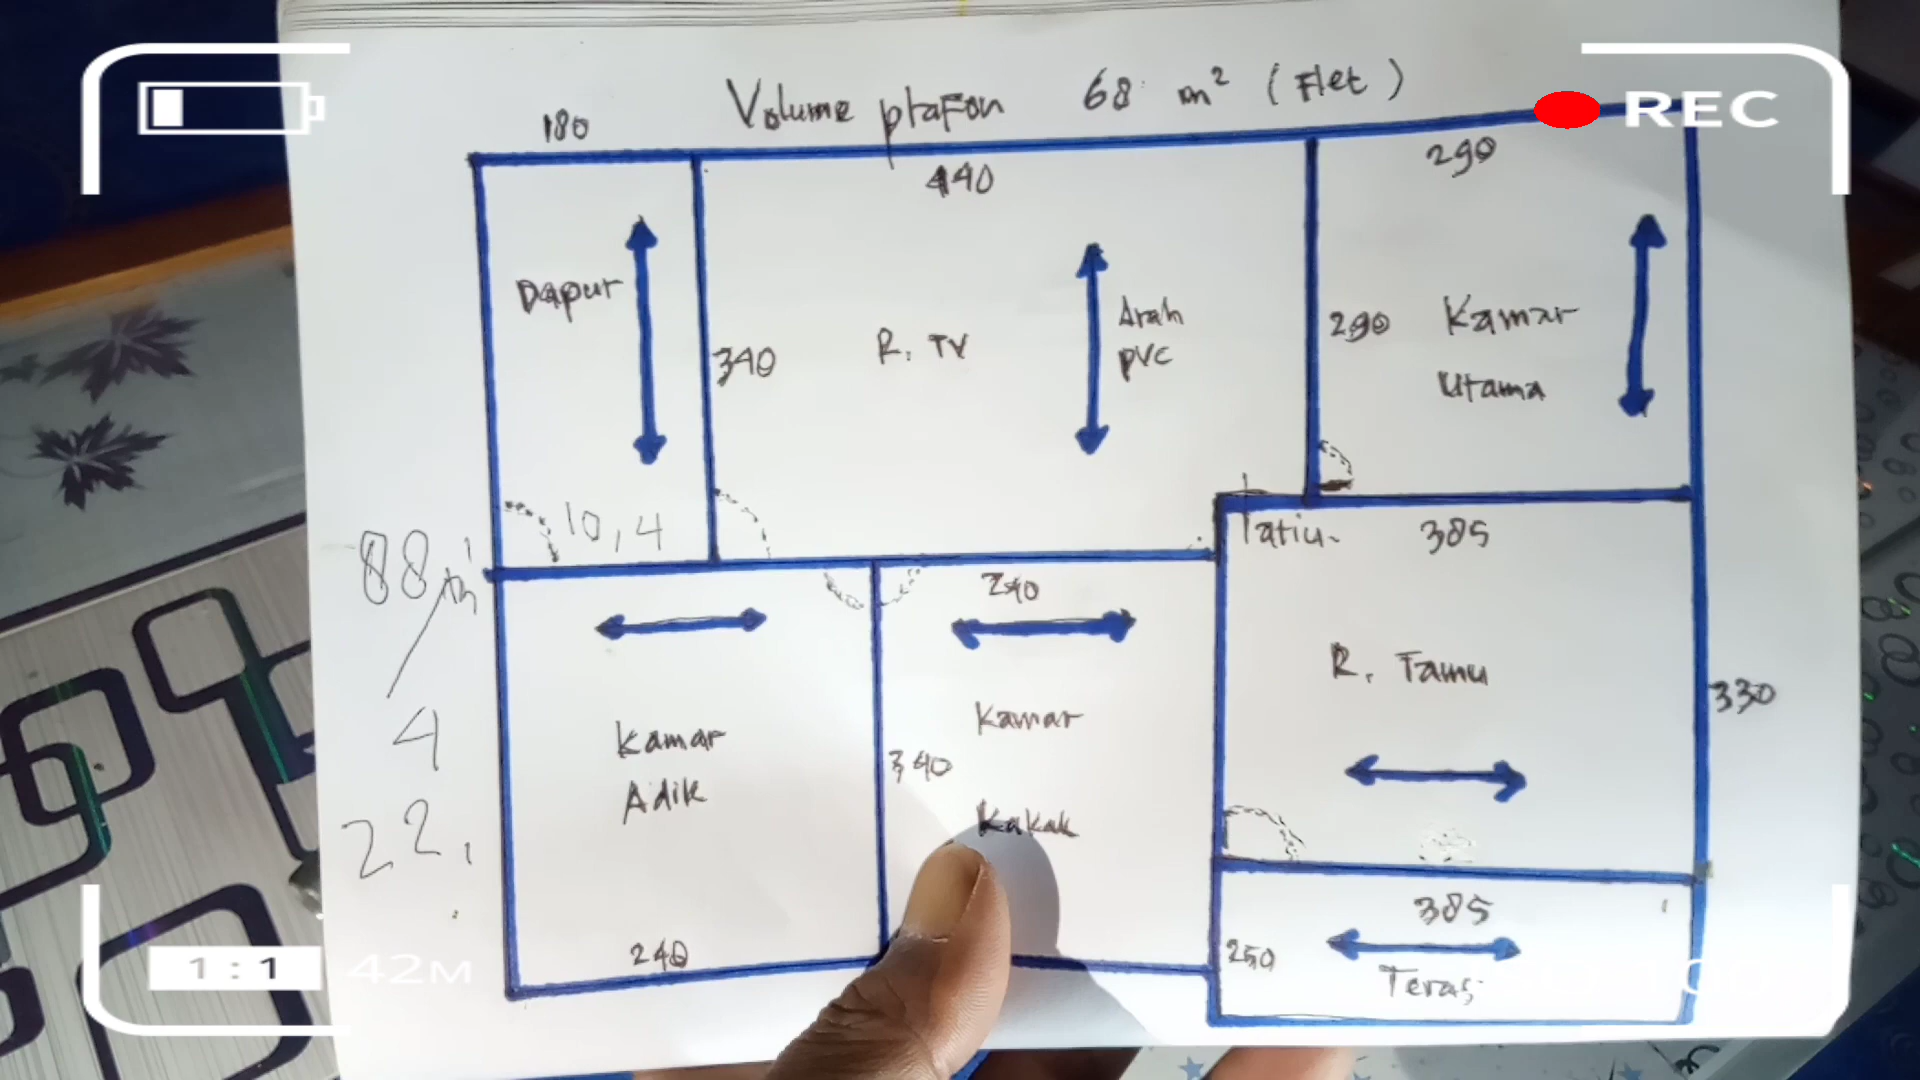 REC
Volume plafon 68 m² (Flet)
180
440
290
Dapur
R. TV
Arah
PVC
340
290
Kamar
Utama
10,4
385
88 m'
4
22,
240
R. Tamu
330
Kamar
Adik
340
Kamar
Kakak
240
385
250
Teras
1:1
42M